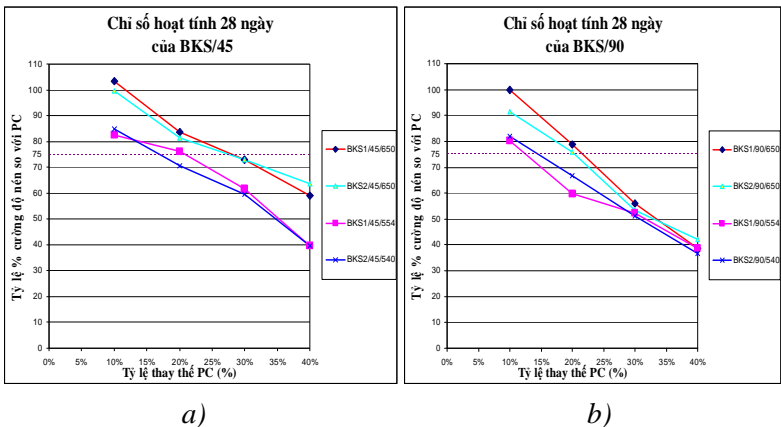 Chỉ số hoạt tính 28 ngày
của BKS/45
Tỷ lệ % cường độ nén so với PC
110
100
90
80
75
70
60
50
40
30
20
10
0
0%
5%
10%
15%
20%
25%
30%
35%
40%
Tỷ lệ thay thế PC (%)
BKS1/45/650
BKS2/45/650
BKS1/45/554
BKS2/45/540
a)
Chỉ số hoạt tính 28 ngày
của BKS/90
Tỷ lệ % cường độ nén so với PC
110
100
90
80
75
70
60
50
40
30
20
10
0
0%
5%
10%
15%
20%
25%
30%
35%
40%
Tỷ lệ thay thế PC (%)
BKS1/90/650
BKS2/90/650
BKS1/90/554
BKS2/90/540
b)